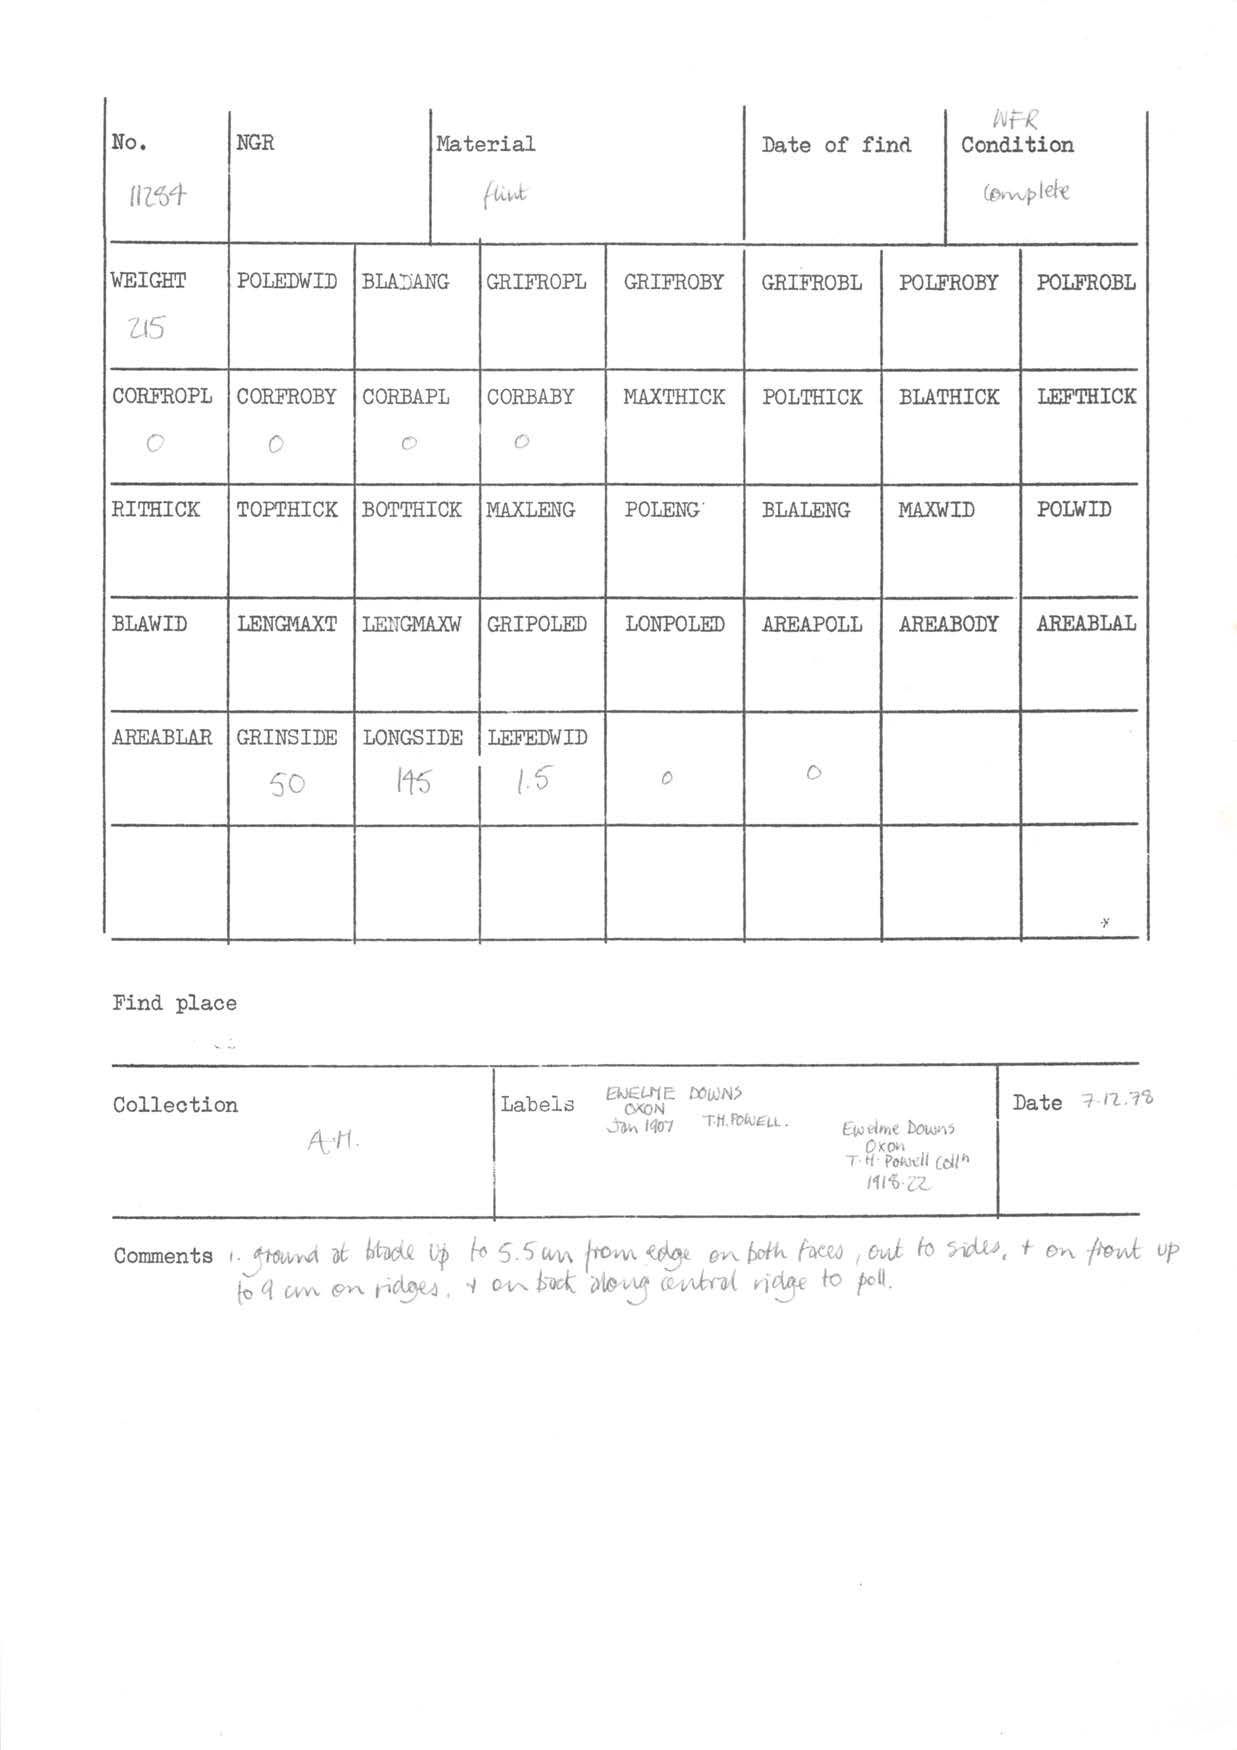 WFR
No. NGR Material Date of find Condition
11284 flint complete
WEIGHT POLEDWID BLADANG GRIFROPL GRIFROBY GRIFROBL POLFROBY POLFROBL
215
CORFROPL CORFROBY CORBAPL CORBABY MAXTHICK POLTHICK BLATHICK LEFTHICK
0 0 0 0
RITHICK TOPTHICK BOTTHICK MAXLENG POLENG BLALENG MAXWID POLWID
BLAWID LENGMAXT LENGMAXW GRIPOLED LONPOLED AREAPOLL AREABODY AREABLAL
AREABLAR GRINSIDE LONGSIDE LEFEDWID
50 145 1.5 0 0
Find place
Collection A.H.
Labels EWELME DOWNS
OXON
Jan 1907 T.H. POWELL.
Ewelme Downs
Oxon
T.H. Powell Collⁿ
1918.22
Date 7.12.78
Comments 1. ground at blade up to 5.5 cm from edge on both faces, out to sides, + on front up
to 9 cm on ridges, + on back along central ridge to poll.